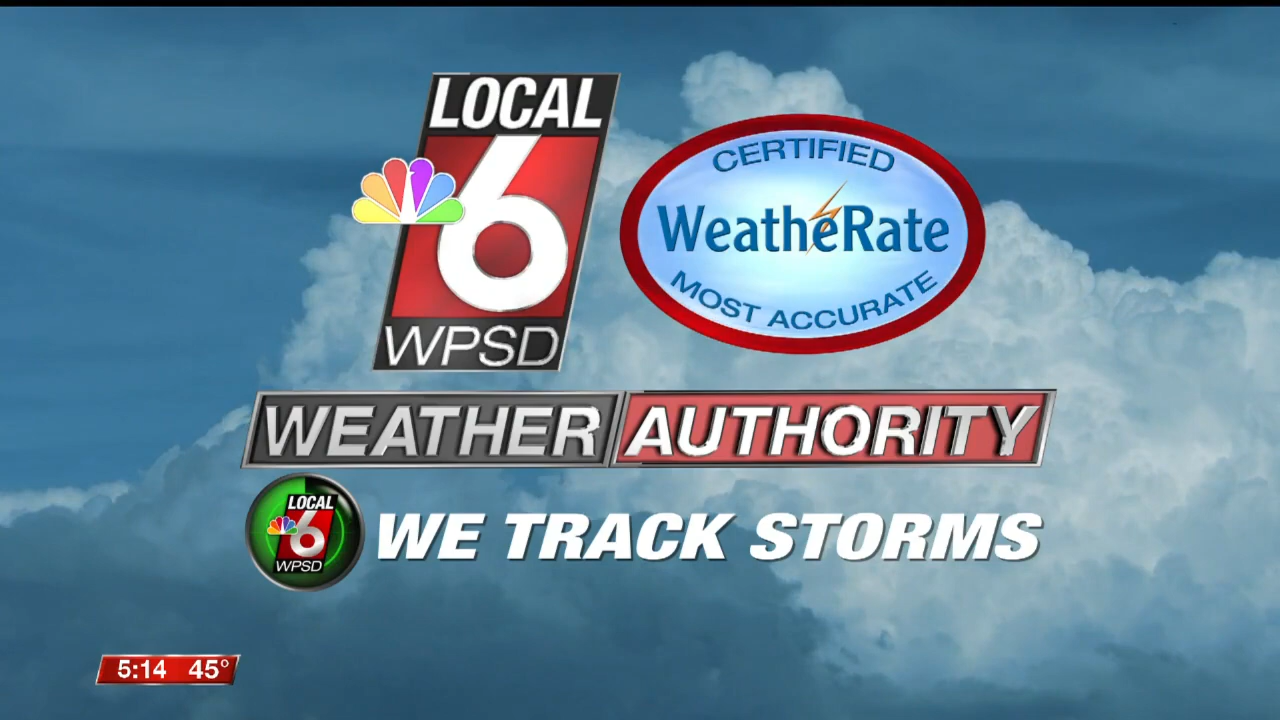 LOCAL
6
WPSD
CERTIFIED
WeatheRate
MOST ACCURATE
WEATHER AUTHORITY
LOCAL
6
WPSD
WE TRACK STORMS
5:14 45°